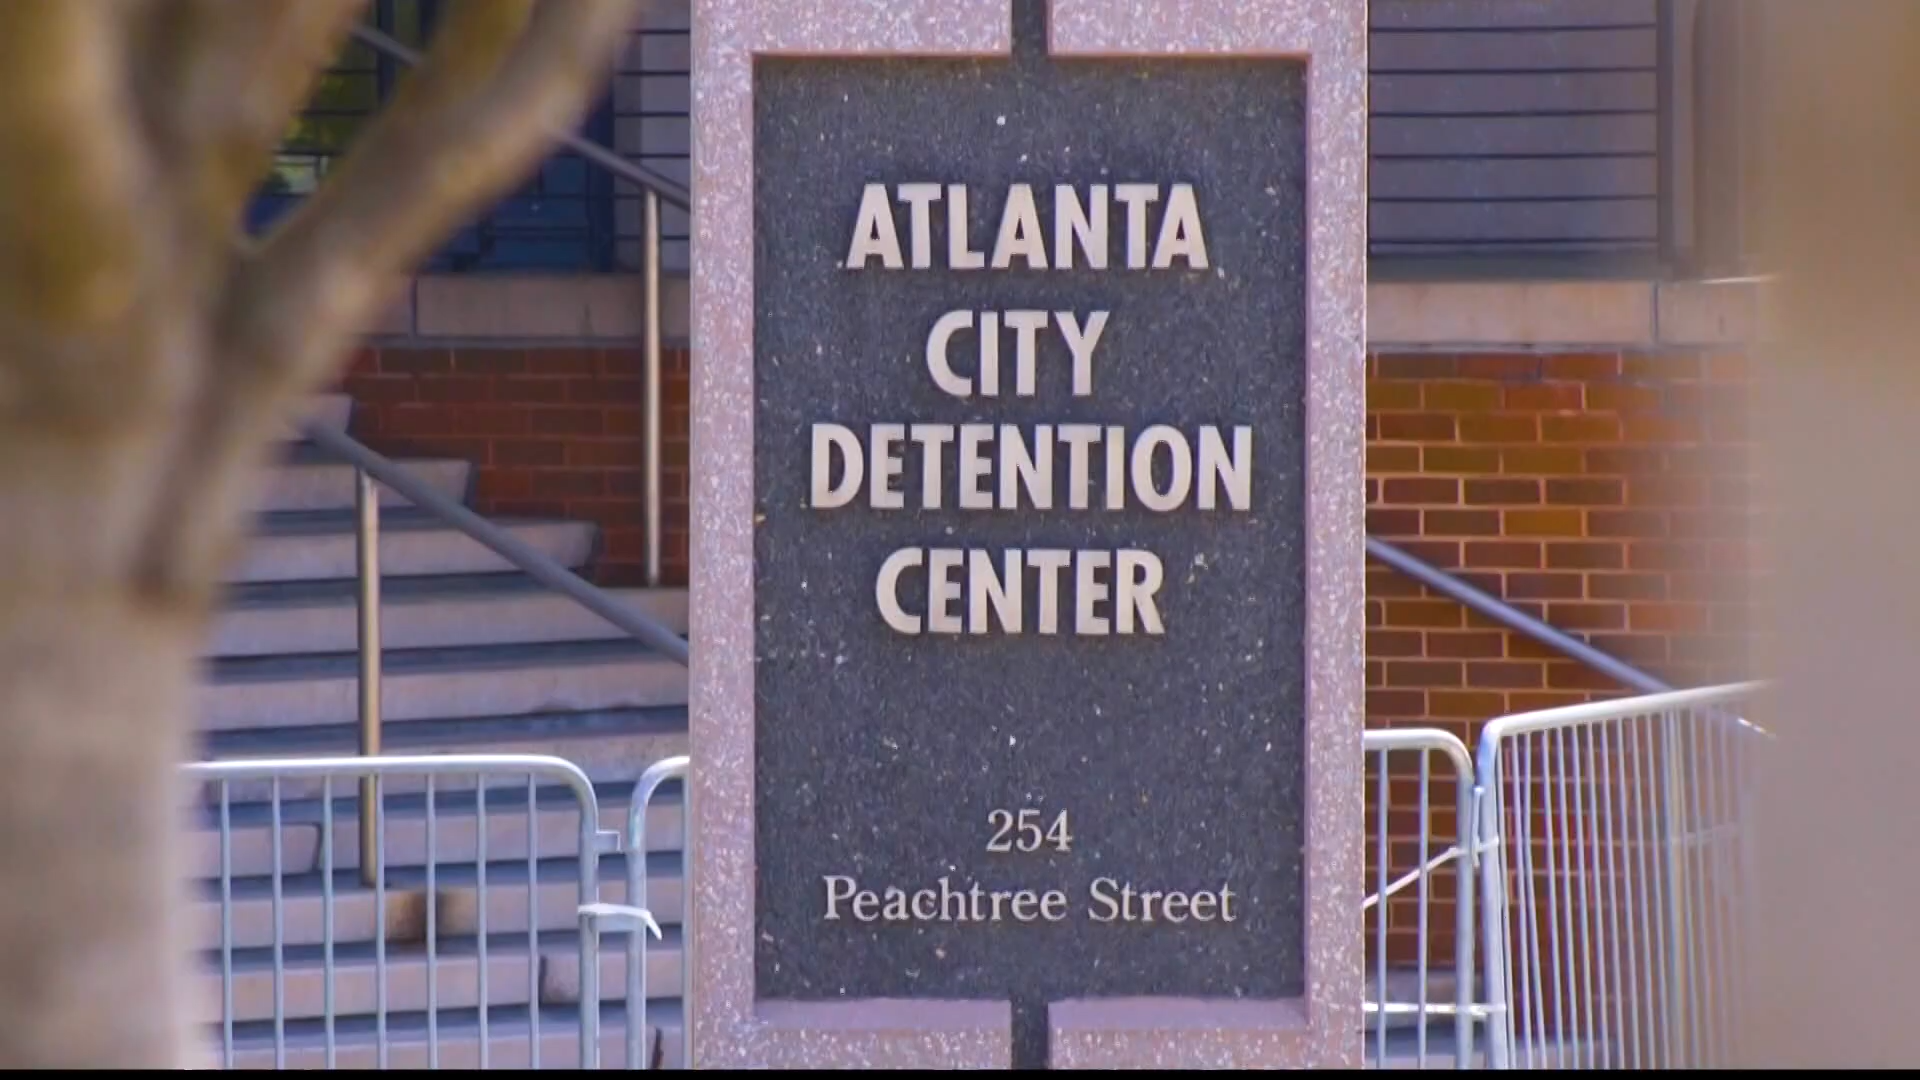 ATLANTA
CITY
DETENTION
CENTER
254
Peachtree Street